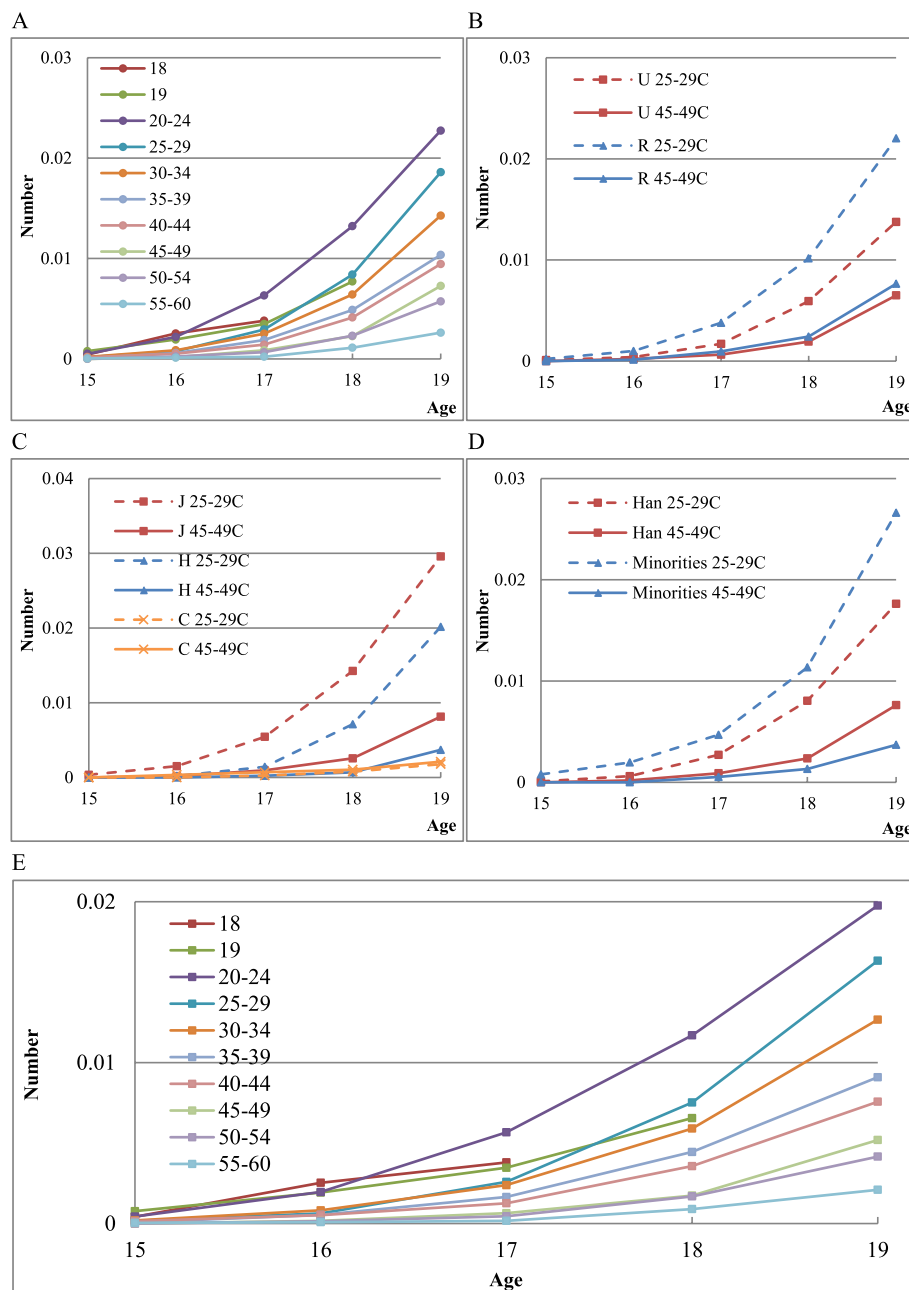 A
0.03
0.02
0.01
0
Number
18
19
20-24
25-29
30-34
35-39
40-44
45-49
50-54
55-60
15 16 17 18 19
Age
B
0.03
0.02
0.01
0
Number
U 25-29C
U 45-49C
R 25-29C
R 45-49C
15 16 17 18 19
Age
C
0.04
0.03
0.02
0.01
0
Number
J 25-29C
J 45-49C
H 25-29C
H 45-49C
C 25-29C
C 45-49C
15 16 17 18 19
Age
D
0.03
0.02
0.01
0
Number
Han 25-29C
Han 45-49C
Minorities 25-29C
Minorities 45-49C
15 16 17 18 19
Age
E
0.02
0.01
0
Number
18
19
20-24
25-29
30-34
35-39
40-44
45-49
50-54
55-60
15 16 17 18 19
Age